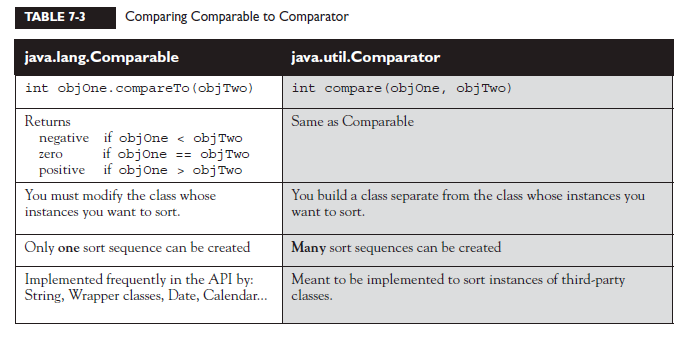 TABLE 7-3 Comparing Comparable to Comparator
java.lang.Comparable java.util.Comparator
int objOne.compareTo(objTwo) int compare(objOne, objTwo)
Returns Same as Comparable
negative if objOne < objTwo
zero if objOne == objTwo
positive if objOne > objTwo
You must modify the class whose
instances you want to sort.
You build a class separate from the class whose instances you
want to sort.
Only one sort sequence can be created Many sort sequences can be created
Implemented frequently in the API by:
String, Wrapper classes, Date, Calendar...
Meant to be implemented to sort instances of third-party
classes.